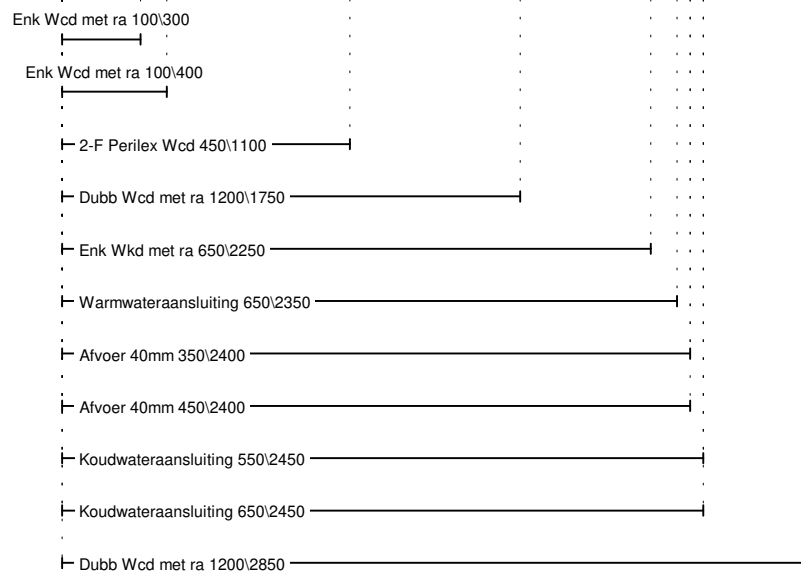 Enk Wcd met ra 100\300
Enk Wcd met ra 100\400
2-F Perilex Wcd 450\1100
Dubb Wcd met ra 1200\1750
Enk Wkd met ra 650\2250
Warmwateraansluiting 650\2350
Afvoer 40mm 350\2400
Afvoer 40mm 450\2400
Koudwateraansluiting 550\2450
Koudwateraansluiting 650\2450
Dubb Wcd met ra 1200\2850